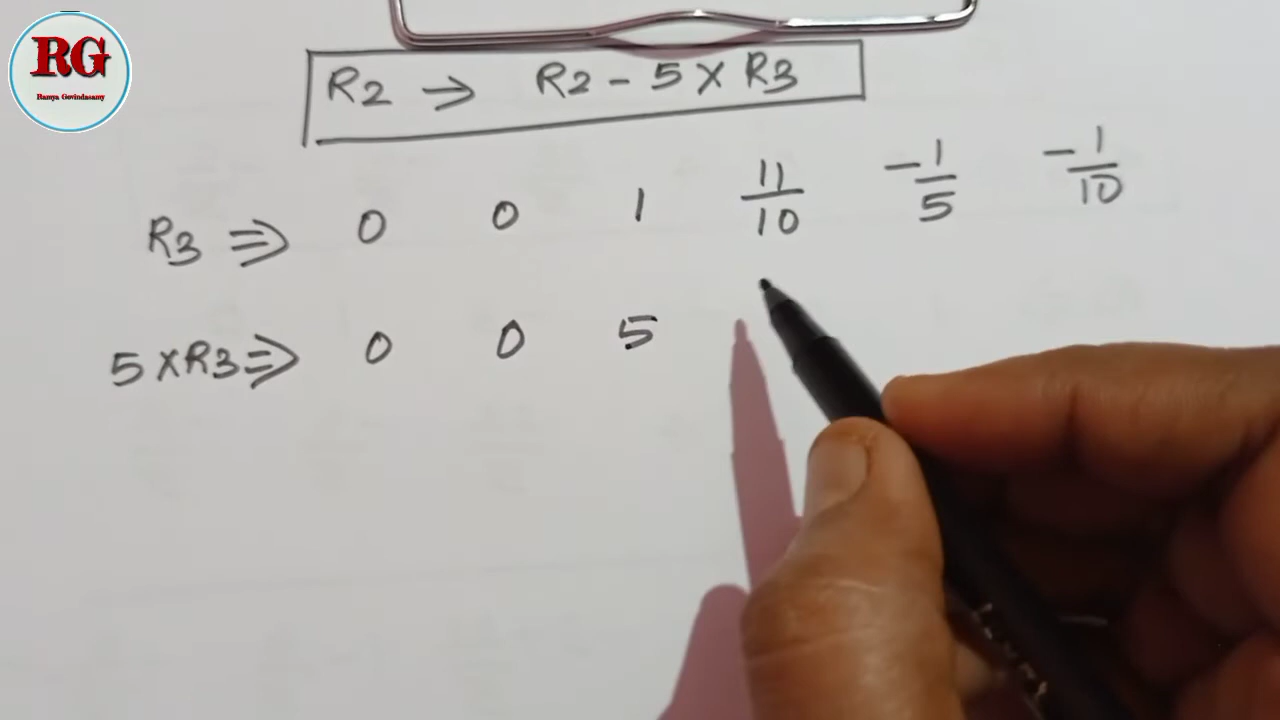 RG
Ramya Govindasamy
R2 → R2 - 5 × R3
R3 ⇒ 0 0 1 11/10 -1/5 -1/10
5×R3 ⇒ 0 0 5